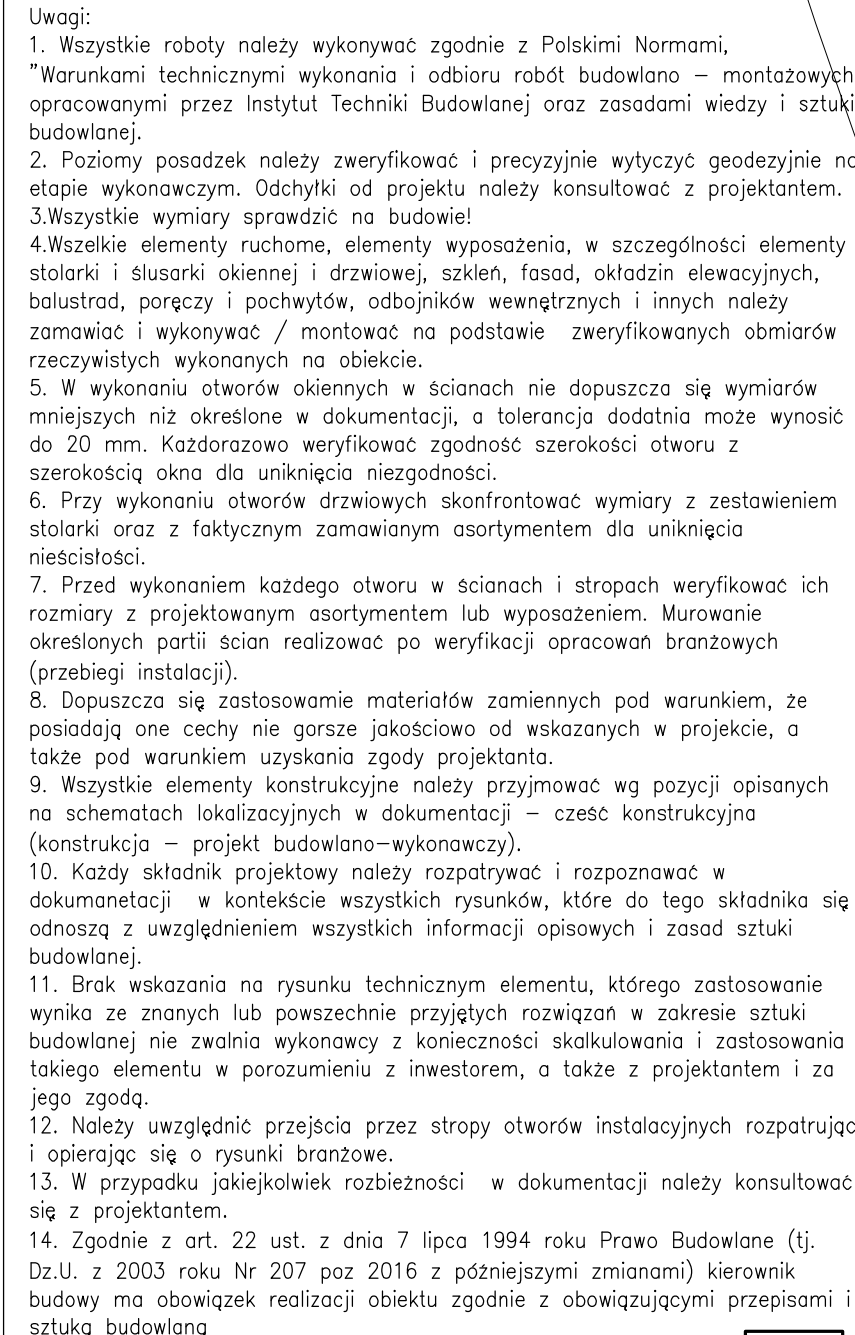 Uwagi:
1. Wszystkie roboty należy wykonywać zgodnie z Polskimi Normami,
"Warunkami technicznymi wykonania i odbioru robót budowlano – montażowych
opracowanymi przez Instytut Techniki Budowlanej oraz zasadami wiedzy i sztuki
budowlanej.
2. Poziomy posadzek należy zweryfikować i precyzyjnie wytyczyć geodezyjnie na
etapie wykonawczym. Odchyłki od projektu należy konsultować z projektantem.
3.Wszystkie wymiary sprawdzić na budowie!
4.Wszelkie elementy ruchome, elementy wyposażenia, w szczególności elementy
stolarki i ślusarki okiennej i drzwiowej, szkleń, fasad, okładzin elewacyjnych,
balustrad, poręczy i pochwytów, odbojników wewnętrznych i innych należy
zamawiać i wykonywać / montować na podstawie  zweryfikowanych obmiarów
rzeczywistych wykonanych na obiekcie.
5. W wykonaniu otworów okiennych w ścianach nie dopuszcza się wymiarów
mniejszych niż określone w dokumentacji, a tolerancja dodatnia może wynosić
do 20 mm. Każdorazowo weryfikować zgodność szerokości otworu z
szerokością okna dla uniknięcia niezgodności.
6. Przy wykonaniu otworów drzwiowych skonfrontować wymiary z zestawieniem
stolarki oraz z faktycznym zamawianym asortymentem dla uniknięcia
nieścisłości.
7. Przed wykonaniem każdego otworu w ścianach i stropach weryfikować ich
rozmiary z projektowanym asortymentem lub wyposażeniem. Murowanie
określonych partii ścian realizować po weryfikacji opracowań branżowych
(przebiegi instalacji).
8. Dopuszcza się zastosowamie materiałów zamiennych pod warunkiem, że
posiadają one cechy nie gorsze jakościowo od wskazanych w projekcie, a
także pod warunkiem uzyskania zgody projektanta.
9. Wszystkie elementy konstrukcyjne należy przyjmować wg pozycji opisanych
na schematach lokalizacyjnych w dokumentacji – cześć konstrukcyjna
(konstrukcja – projekt budowlano–wykonawczy).
10. Każdy składnik projektowy należy rozpatrywać i rozpoznawać w
dokumanetacji  w kontekście wszystkich rysunków, które do tego składnika się
odnoszą z uwzględnieniem wszystkich informacji opisowych i zasad sztuki
budowlanej.
11. Brak wskazania na rysunku technicznym elementu, którego zastosowanie
wynika ze znanych lub powszechnie przyjętych rozwiązań w zakresie sztuki
budowlanej nie zwalnia wykonawcy z konieczności skalkulowania i zastosowania
takiego elementu w porozumieniu z inwestorem, a także z projektantem i za
jego zgodą.
12. Należy uwzględnić przejścia przez stropy otworów instalacyjnych rozpatrując
i opierając się o rysunki branżowe.
13. W przypadku jakiejkolwiek rozbieżności  w dokumentacji należy konsultować
się z projektantem.
14. Zgodnie z art. 22 ust. z dnia 7 lipca 1994 roku Prawo Budowlane (tj.
Dz.U. z 2003 roku Nr 207 poz 2016 z późniejszymi zmianami) kierownik
budowy ma obowiązek realizacji obiektu zgodnie z obowiązującymi przepisami i
sztuką budowlaną